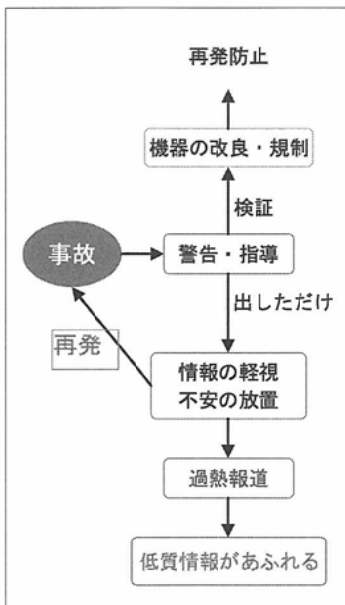 再発防止
機器の改良・規制
検証
事故
警告・指導
出しただけ
再発
情報の軽視
不安の放置
過熱報道
低質情報があふれる